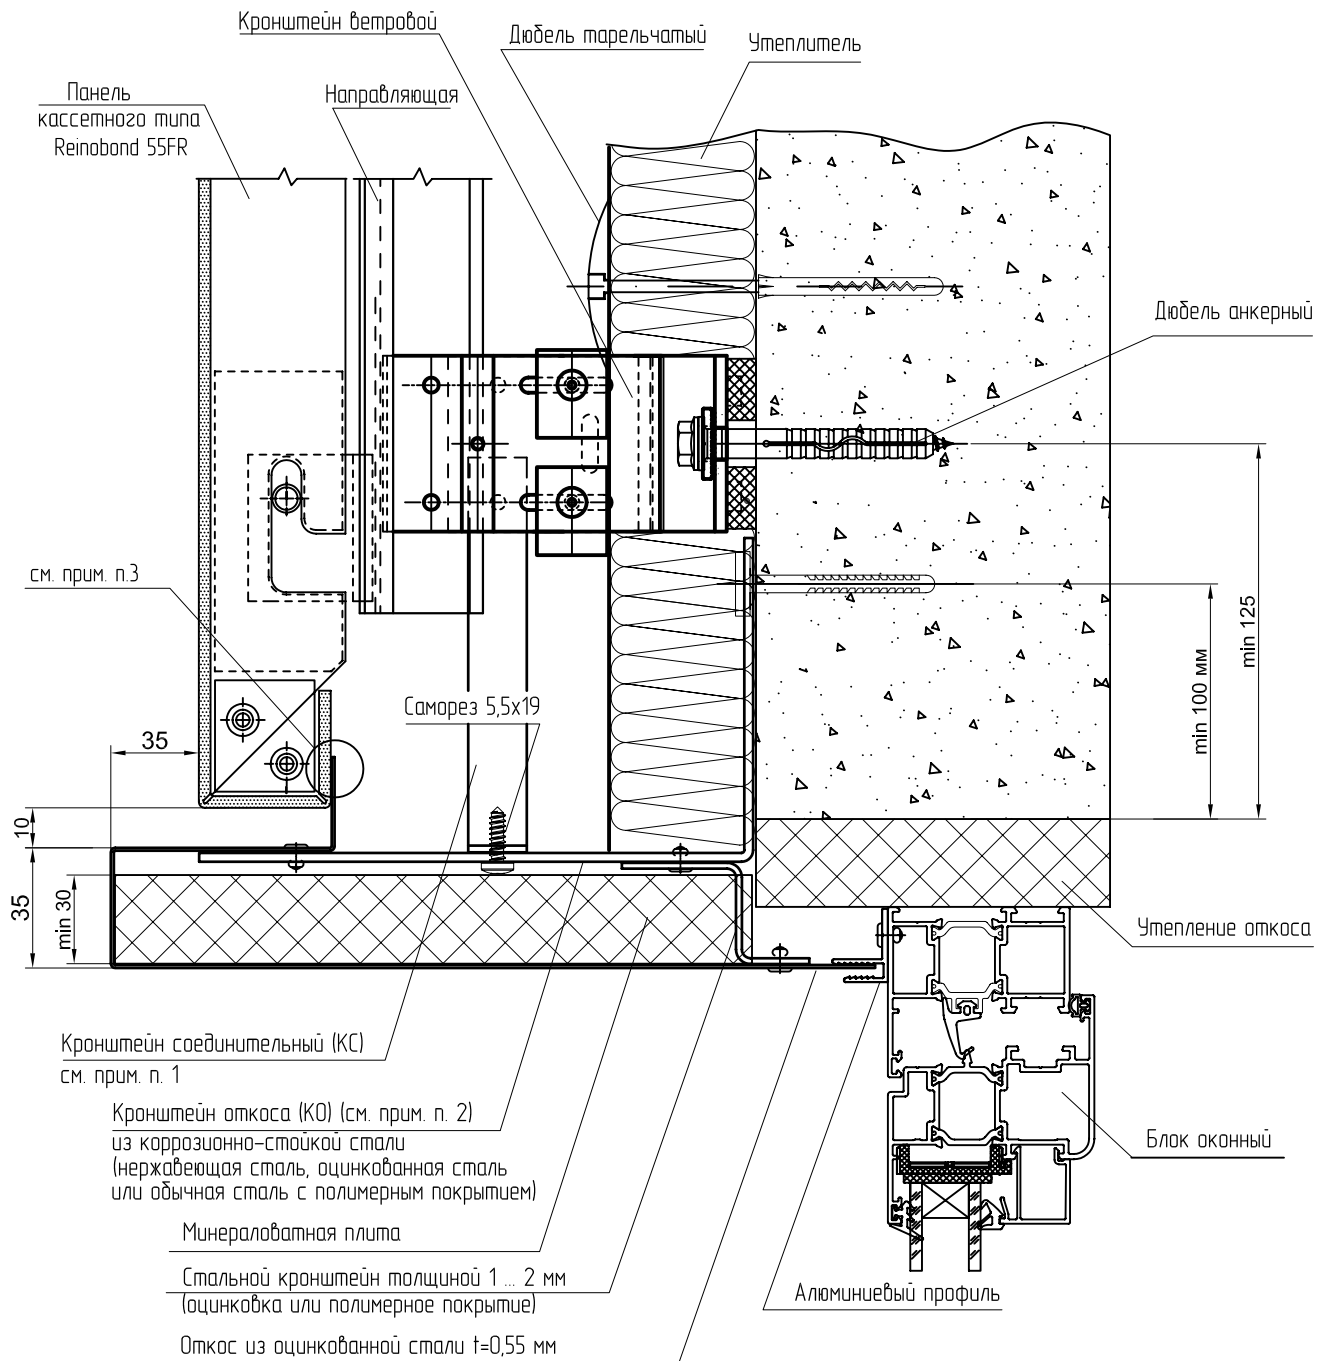 Кронштейн ветровой
Дюбель тарельчатый
Утеплитель
Панель
кассетного типа
Reinobond 55FR
Направляющая
Дюбель анкерный
см. прим. п.3
min 125
min 100 мм
Саморез 5,5х19
35
10
35
min 30
Утепление откоса
Кронштейн соединительный (КС)
см. прим. п. 1
Кронштейн откоса (КО) (см. прим. п. 2)
из коррозионно-стойкой стали
(нержавеющая сталь, оцинкованная сталь
или обычная сталь с полимерным покрытием)
Блок оконный
Минераловатная плита
Стальной кронштейн толщиной 1 ... 2 мм
(оцинковка или полимерное покрытие)
Алюминиевый профиль
Откос из оцинкованной стали t=0,55 мм